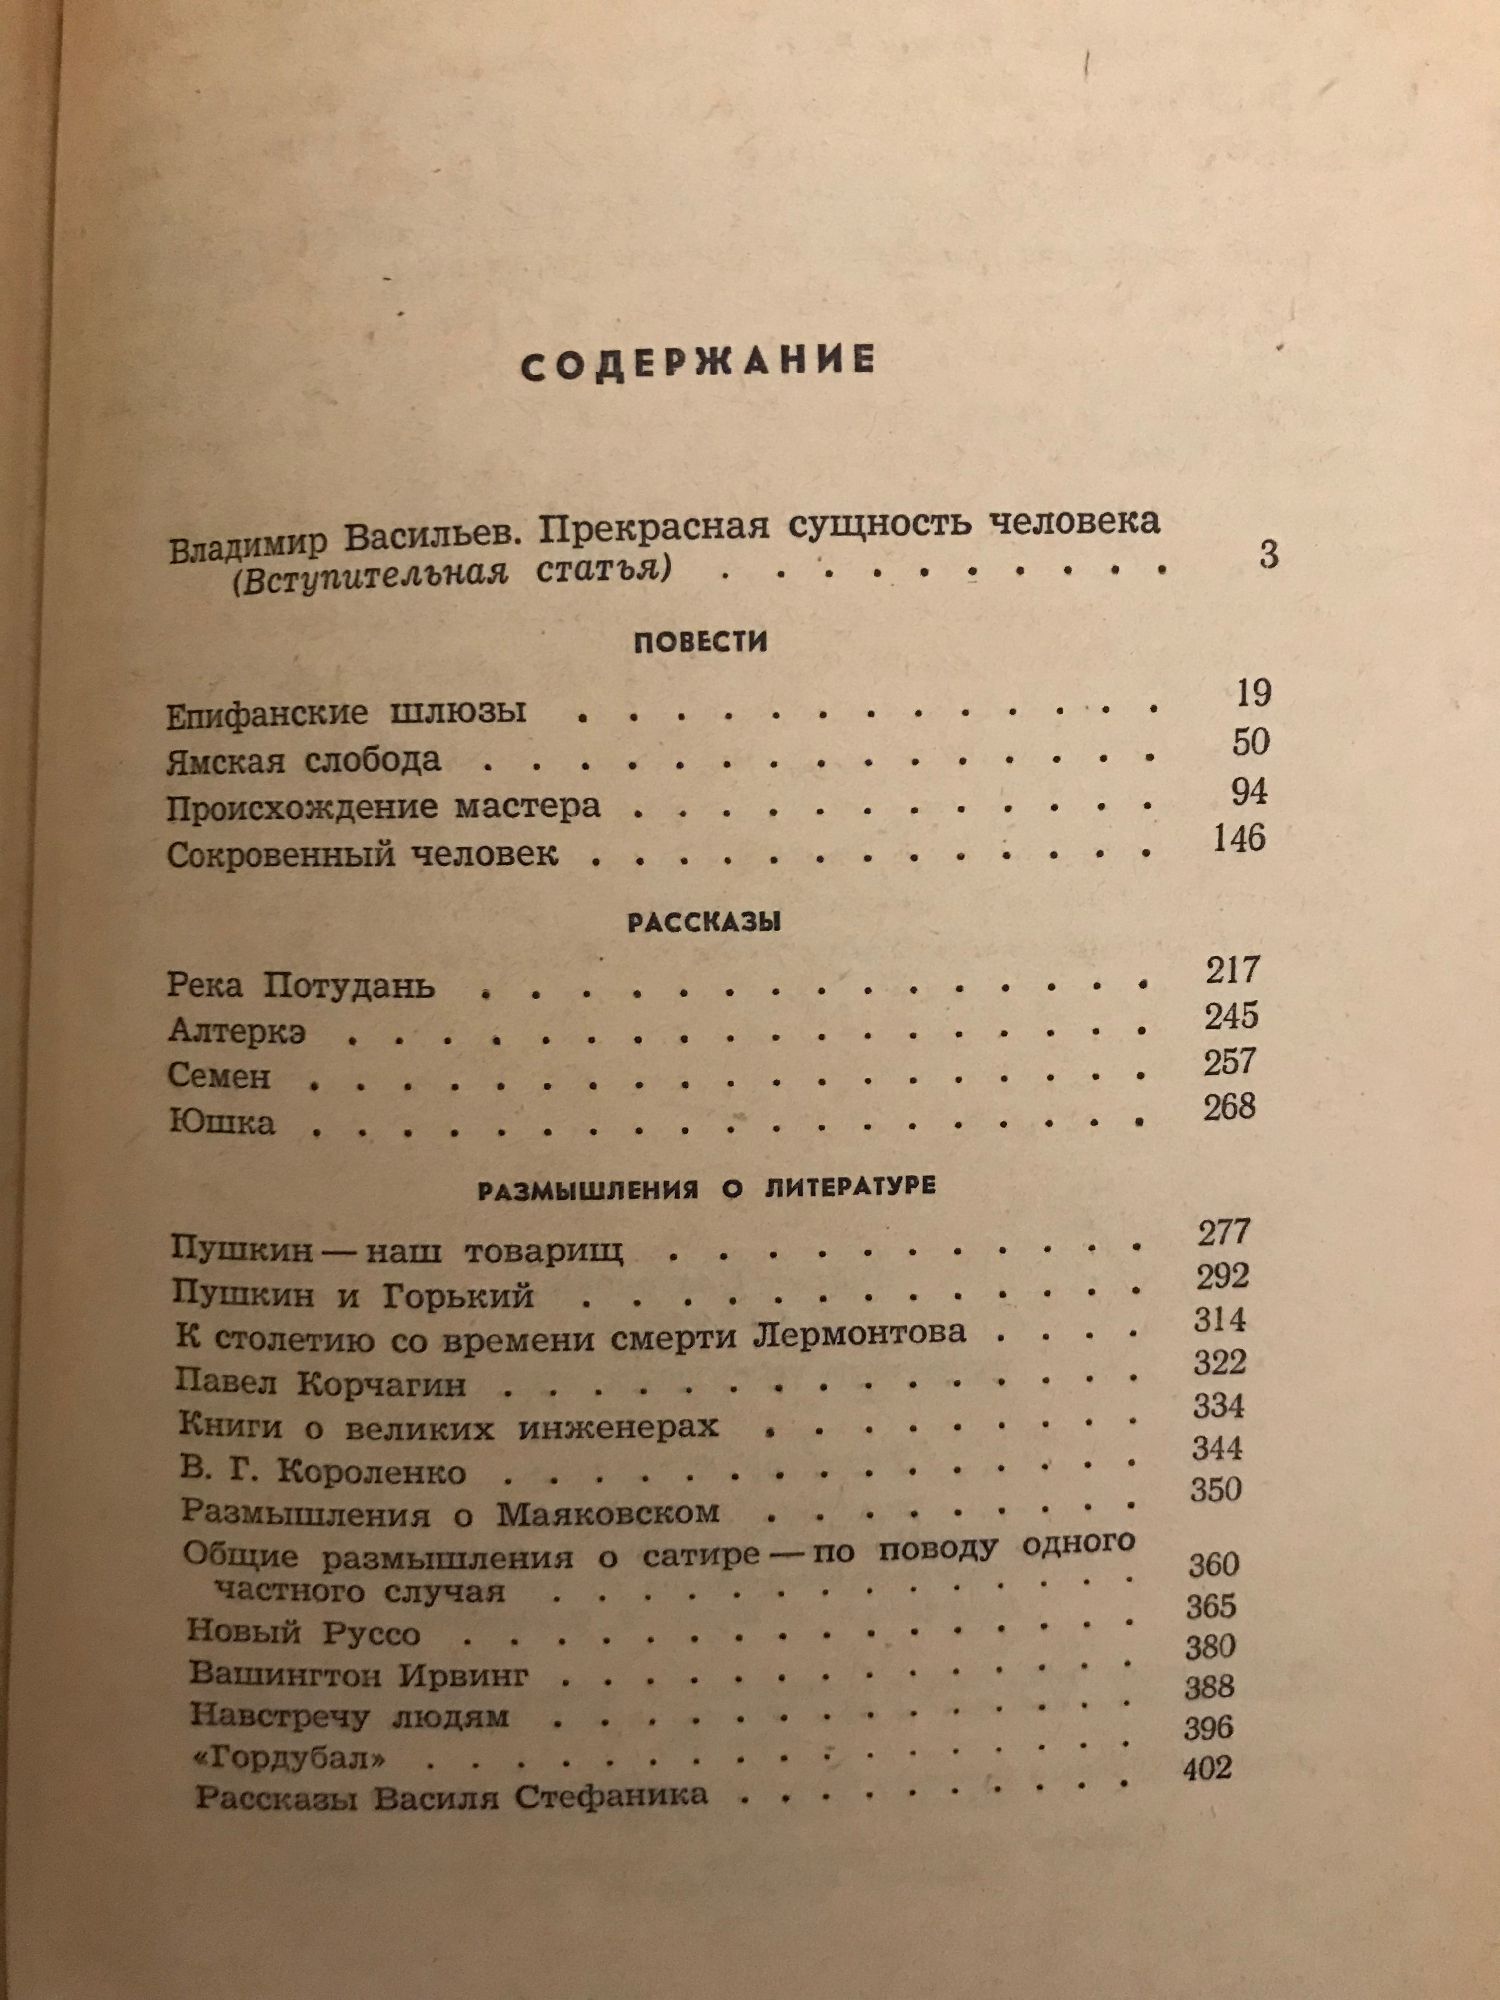 СОДЕРЖАНИЕ
Владимир Васильев. Прекрасная сущность человека
(Вступительная статья) . . . . . . . . . . 3
ПОВЕСТИ
Епифанские шлюзы . . . . . . . . . . . . . 19
Ямская слобода . . . . . . . . . . . . . . . 50
Происхождение мастера . . . . . . . . . . . . 94
Сокровенный человек . . . . . . . . . . . . . 146
РАССКАЗЫ
Река Потудань . . . . . . . . . . . . . . . 217
Алтеркэ . . . . . . . . . . . . . . . . . . 245
Семен . . . . . . . . . . . . . . . . . . . 257
Юшка . . . . . . . . . . . . . . . . . . . 268
РАЗМЫШЛЕНИЯ О ЛИТЕРАТУРЕ
Пушкин — наш товарищ . . . . . . . . . . . 277
Пушкин и Горький . . . . . . . . . . . . . 292
К столетию со времени смерти Лермонтова . . . . 314
Павел Корчагин . . . . . . . . . . . . . . . 322
Книги о великих инженерах . . . . . . . . . 334
В. Г. Короленко . . . . . . . . . . . . . . . 344
Размышления о Маяковском . . . . . . . . . 350
Общие размышления о сатире — по поводу одного
частного случая . . . . . . . . . . . . . . 360
Новый Руссо . . . . . . . . . . . . . . . . 365
Вашингтон Ирвинг . . . . . . . . . . . . . . 380
Навстречу людям . . . . . . . . . . . . . . 388
«Гордубал» . . . . . . . . . . . . . . . . . 396
Рассказы Василя Стефаника . . . . . . . . . . 402